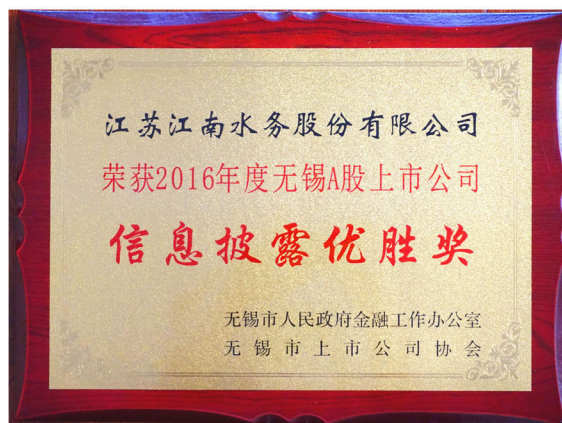 江苏江南水务股份有限公司
荣获2016年度无锡A股上市公司
信息披露优胜奖
无锡市人民政府金融工作办公室
无锡市上市公司协会